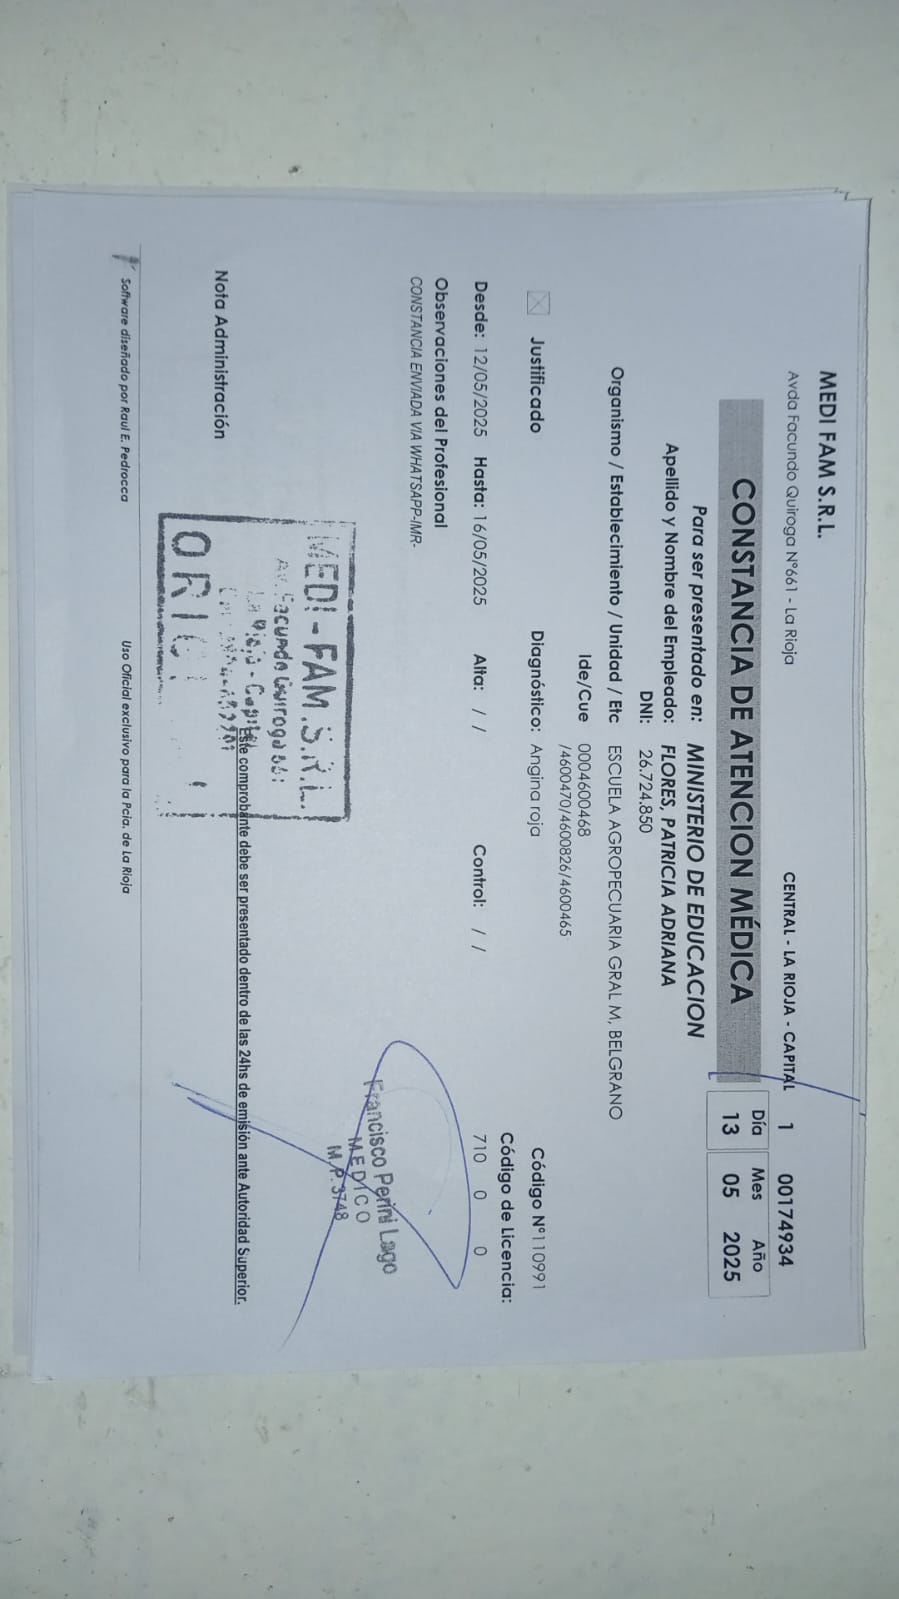 MEDI FAM S.R.L.
Avda Facundo Quiroga N°661 - La Rioja
CENTRAL - LA RIOJA - CAPITAL 1 00174934
CONSTANCIA DE ATENCION MÉDICA
Día Mes Año
13 05 2025
Para ser presentado en: MINISTERIO DE EDUCACION
Apellido y Nombre del Empleado: FLORES, PATRICIA ADRIANA
DNI: 26.724.850
Organismo / Establecimiento / Unidad / Etc ESCUELA AGROPECUARIA GRAL M, BELGRANO
Ide/Cue 0004600468
/4600470/4600826/4600465
Justificado Diagnóstico: Angina roja Código N°110991
Código de Licencia:
Desde: 12/05/2025 Hasta: 16/05/2025 Alta: / / Control: / / 710 0 0
Observaciones del Profesional
CONSTANCIA ENVIADA VIA WHATSAPP-IMR-
Francisco Perini Lago
MEDICO
M.P. 3748
MEDI - FAM. S.R.L.
Av. Facundo Quiroga 661
La Rioja - Capital
Este comprobante debe ser presentado dentro de las 24hs de emisión ante Autoridad Superior.
Nota Administración
Software diseñado por Raul E. Pedrocca
Uso Oficial exclusivo para la Pcia. de La Rioja